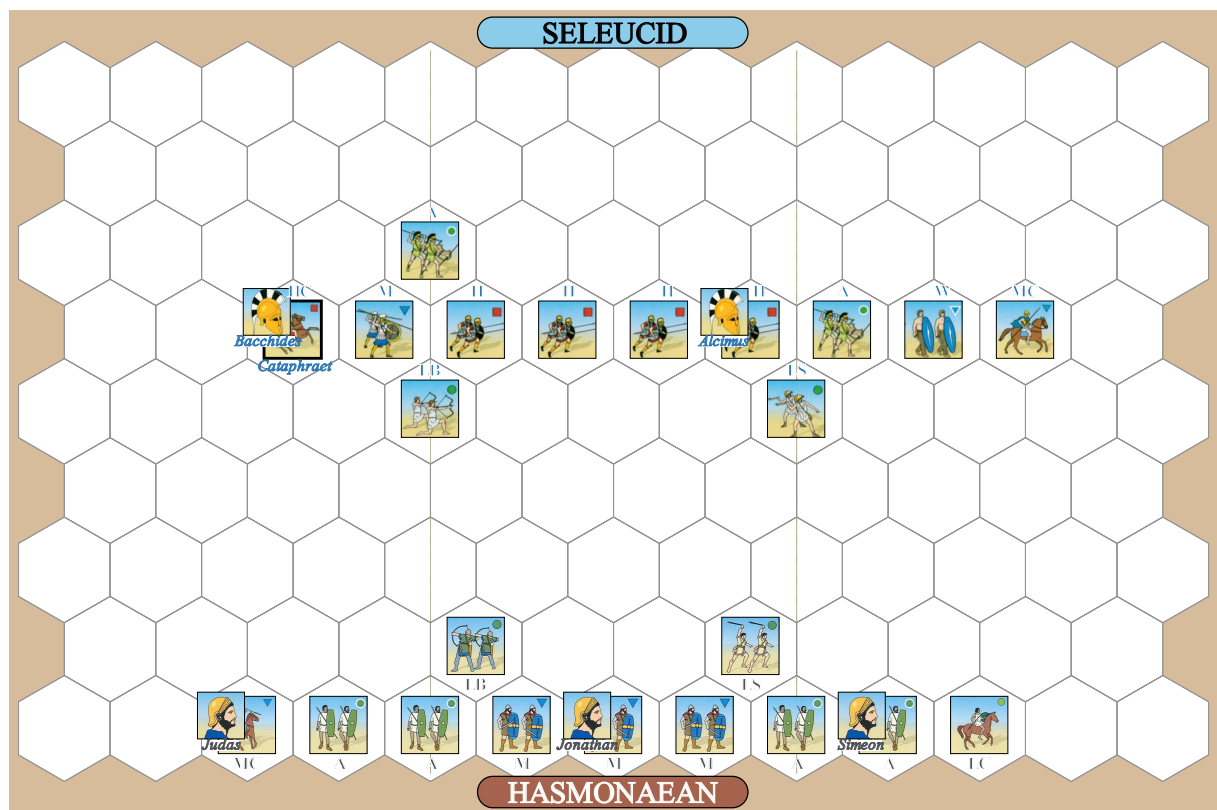 SELEUCID
A
HC M H H H H A W MC
Bacchides Alcimus
Cataphract
LB LS
LB LS
Judas Jonathan Simeon
MC A A M M M A A LC
HASMONAEAN